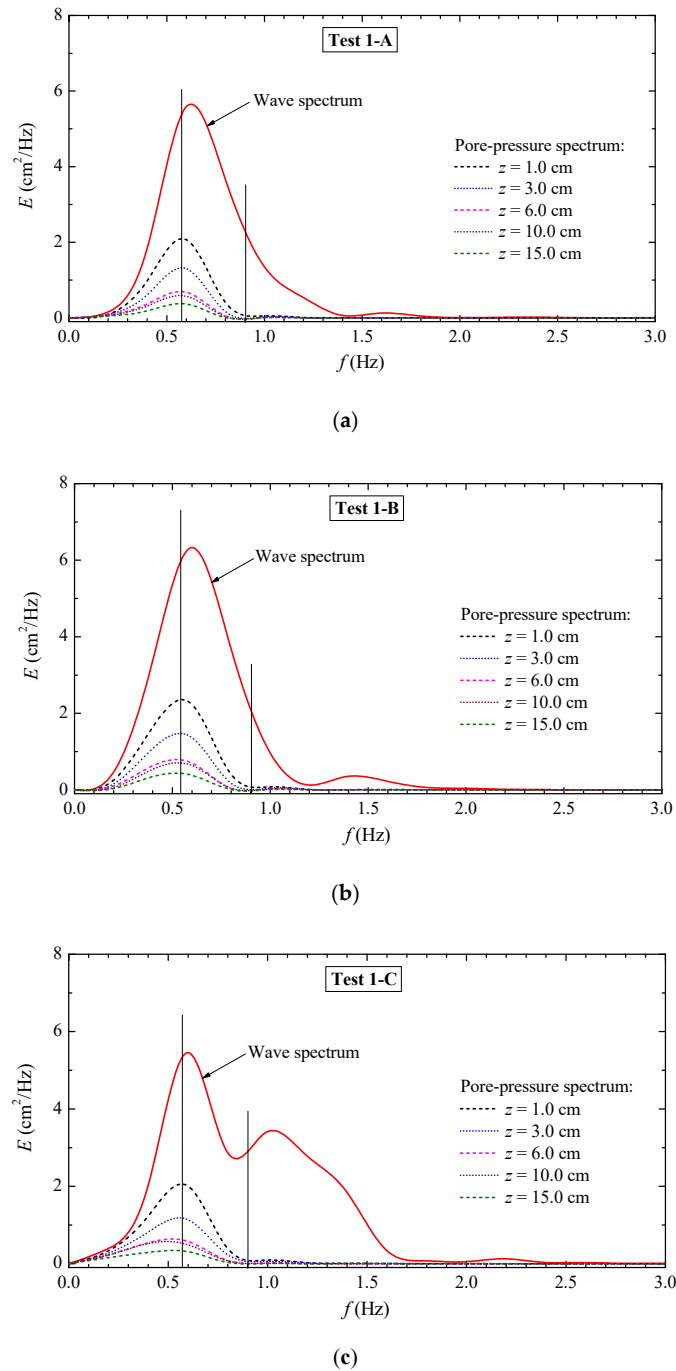 Test 1-A
Wave spectrum
Pore-pressure spectrum:
z = 1.0 cm
z = 3.0 cm
z = 6.0 cm
z = 10.0 cm
z = 15.0 cm
E (cm²/Hz)
8
6
4
2
0
0.0 0.5 1.0 1.5 2.0 2.5 3.0
f (Hz)
(a)
Test 1-B
Wave spectrum
Pore-pressure spectrum:
z = 1.0 cm
z = 3.0 cm
z = 6.0 cm
z = 10.0 cm
z = 15.0 cm
E (cm²/Hz)
8
6
4
2
0
0.0 0.5 1.0 1.5 2.0 2.5 3.0
f (Hz)
(b)
Test 1-C
Wave spectrum
Pore-pressure spectrum:
z = 1.0 cm
z = 3.0 cm
z = 6.0 cm
z = 10.0 cm
z = 15.0 cm
E (cm²/Hz)
8
6
4
2
0
0.0 0.5 1.0 1.5 2.0 2.5 3.0
f (Hz)
(c)